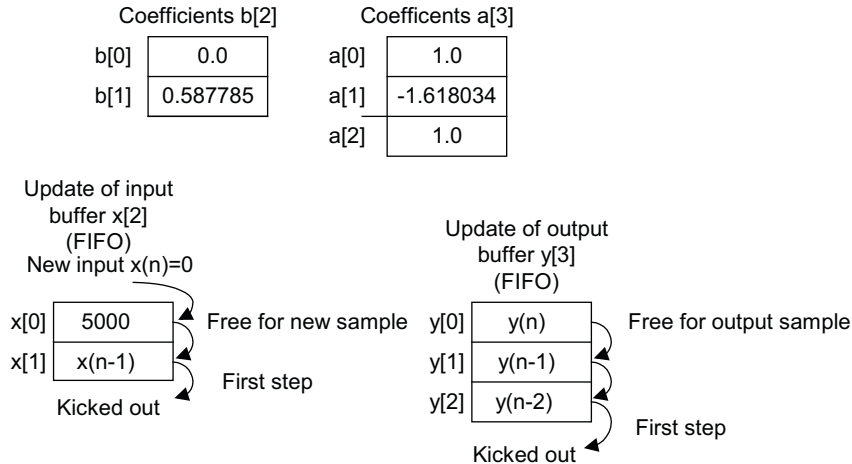 Coefficients b[2]
Coefficents a[3]
b[0] 0.0
b[1] 0.587785
a[0] 1.0
a[1] -1.618034
a[2] 1.0
Update of input
buffer x[2]
(FIFO)
New input x(n)=0
x[0] 5000 Free for new sample
x[1] x(n-1)
First step
Kicked out
Update of output
buffer y[3]
(FIFO)
y[0] y(n) Free for output sample
y[1] y(n-1)
y[2] y(n-2)
First step
Kicked out